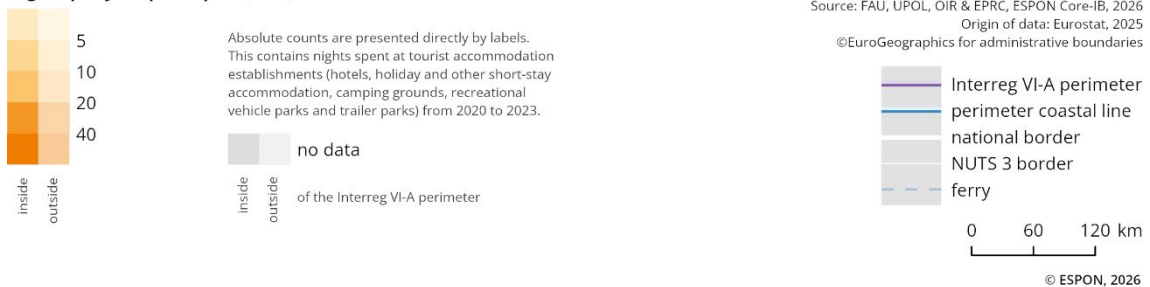 5
10
20
40
inside
outside
Absolute counts are presented directly by labels.
This contains nights spent at tourist accommodation
establishments (hotels, holiday and other short-stay
accommodation, camping grounds, recreational
vehicle parks and trailer parks) from 2020 to 2023.
no data
inside
outside
of the Interreg VI-A perimeter
Source: FAU, UPOL, OIR & EPRC, ESPON Core-IB, 2026
Origin of data: Eurostat, 2025
©EuroGeographics for administrative boundaries
Interreg VI-A perimeter
perimeter coastal line
national border
NUTS 3 border
ferry
0 60 120 km
© ESPON, 2026